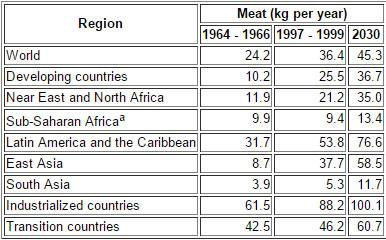 Region Meat (kg per year)
1964 - 1966 1997 - 1999 2030
World 24.2 36.4 45.3
Developing countries 10.2 25.5 36.7
Near East and North Africa 11.9 21.2 35.0
Sub-Saharan Africaᵃ 9.9 9.4 13.4
Latin America and the Caribbean 31.7 53.8 76.6
East Asia 8.7 37.7 58.5
South Asia 3.9 5.3 11.7
Industrialized countries 61.5 88.2 100.1
Transition countries 42.5 46.2 60.7